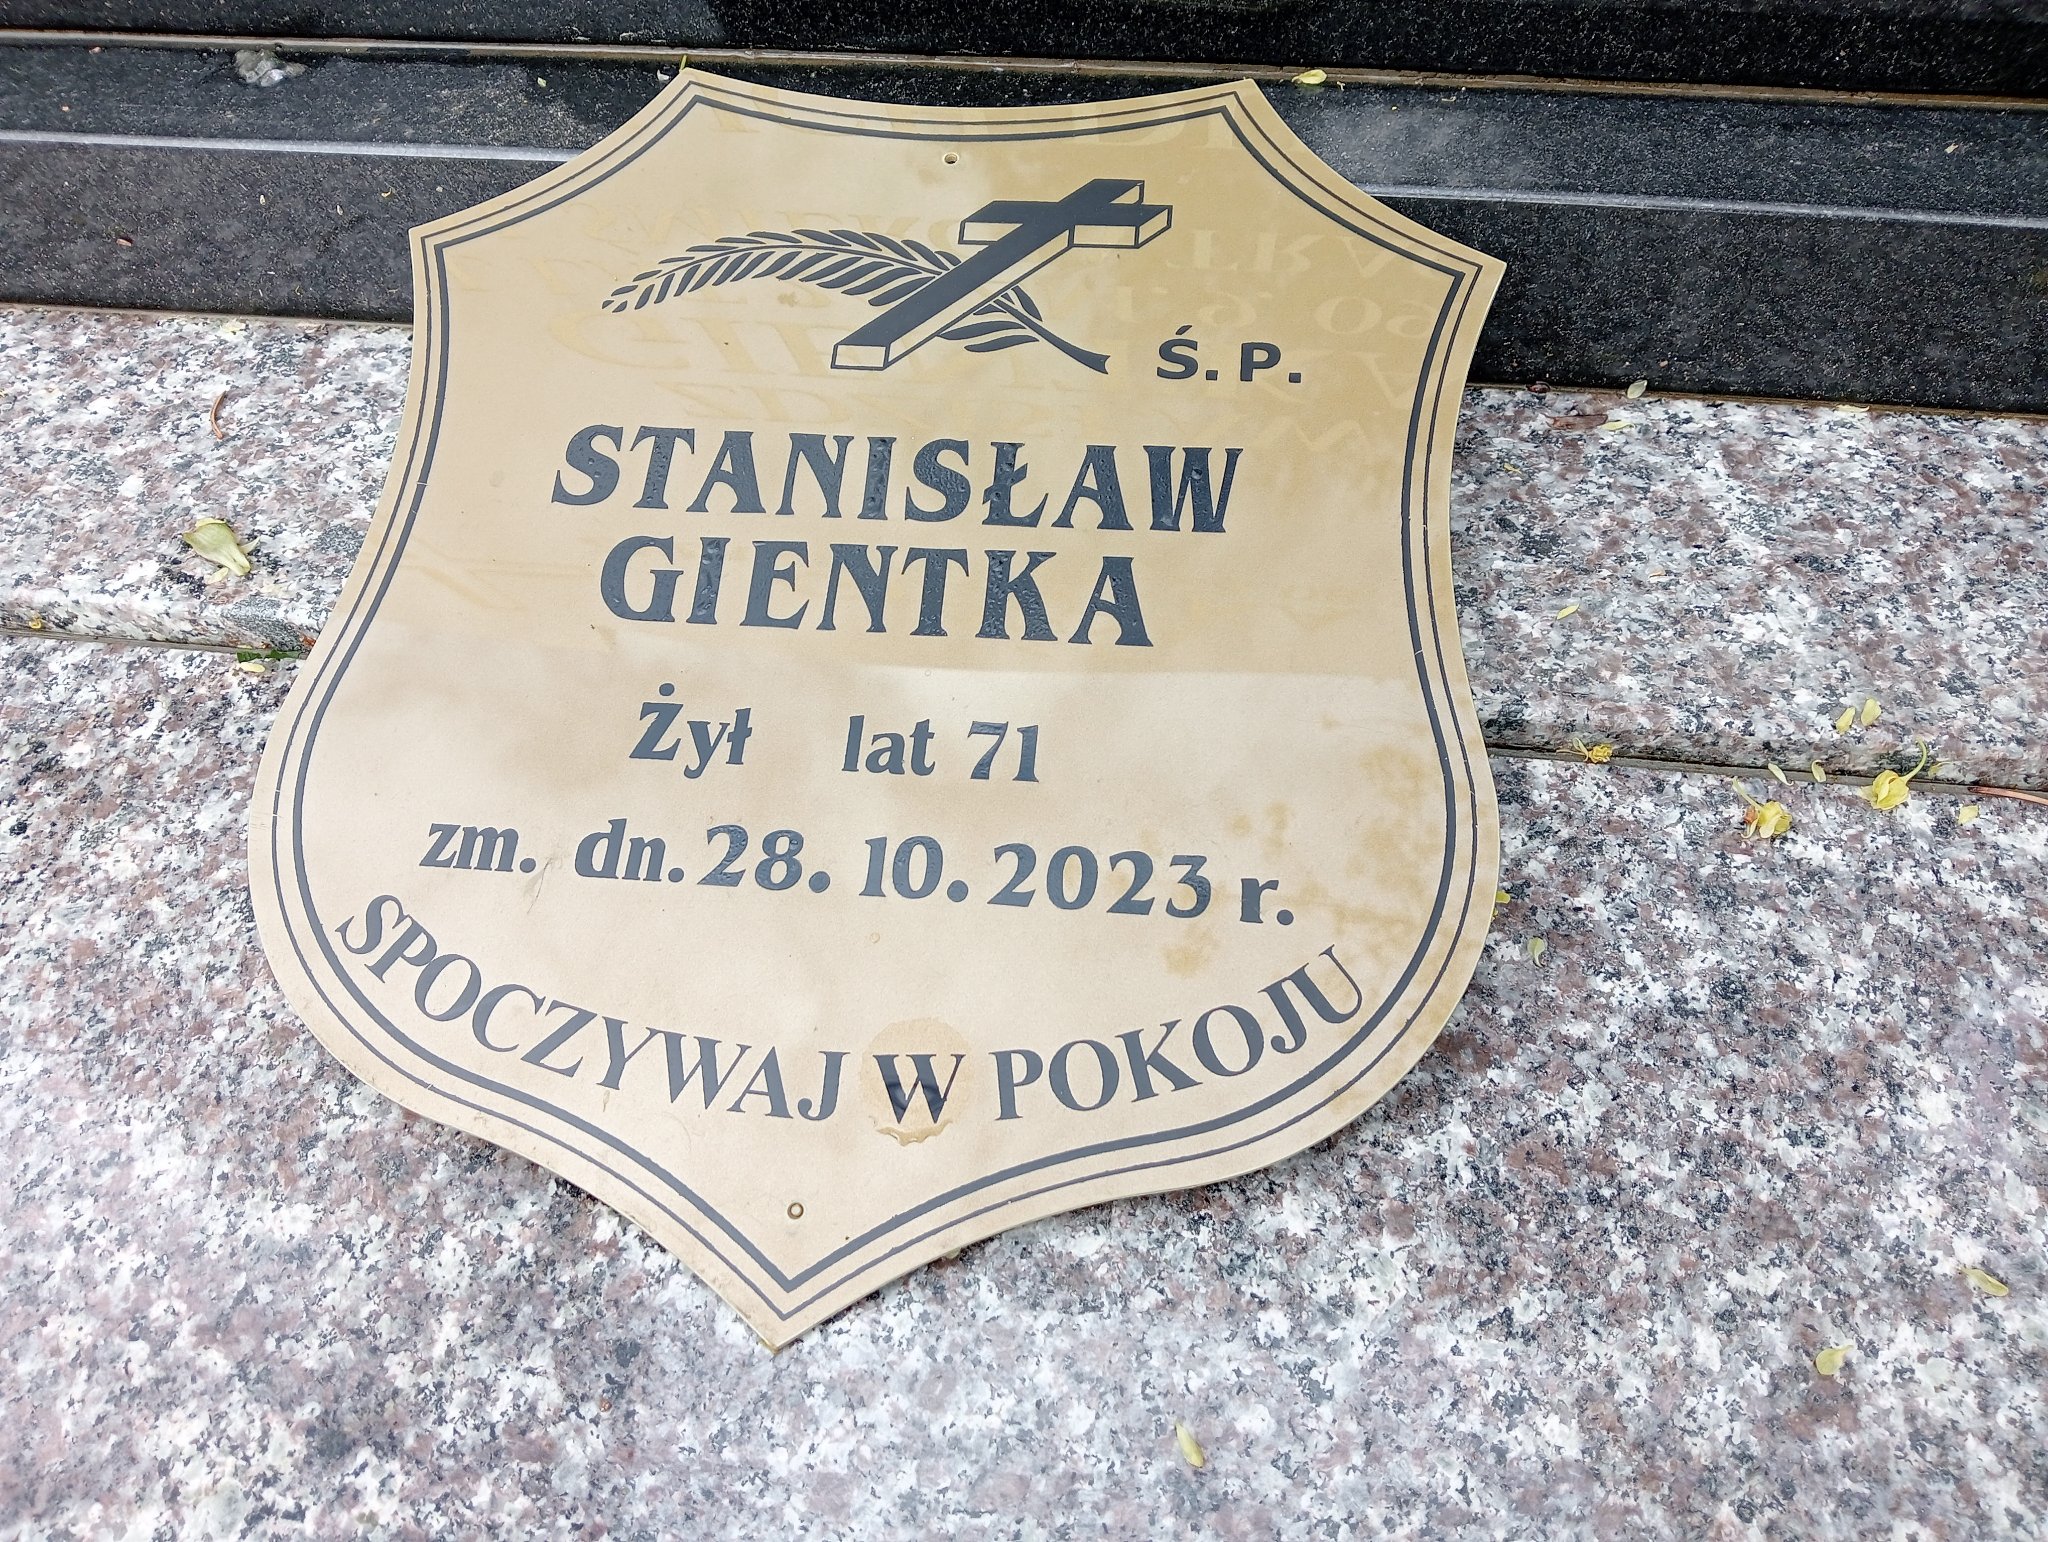 Ś. P.
STANISŁAW
GIENTKA
Żył lat 71
zm. dn. 28. 10. 2023 r.
SPOCZYWAJ W POKOJU